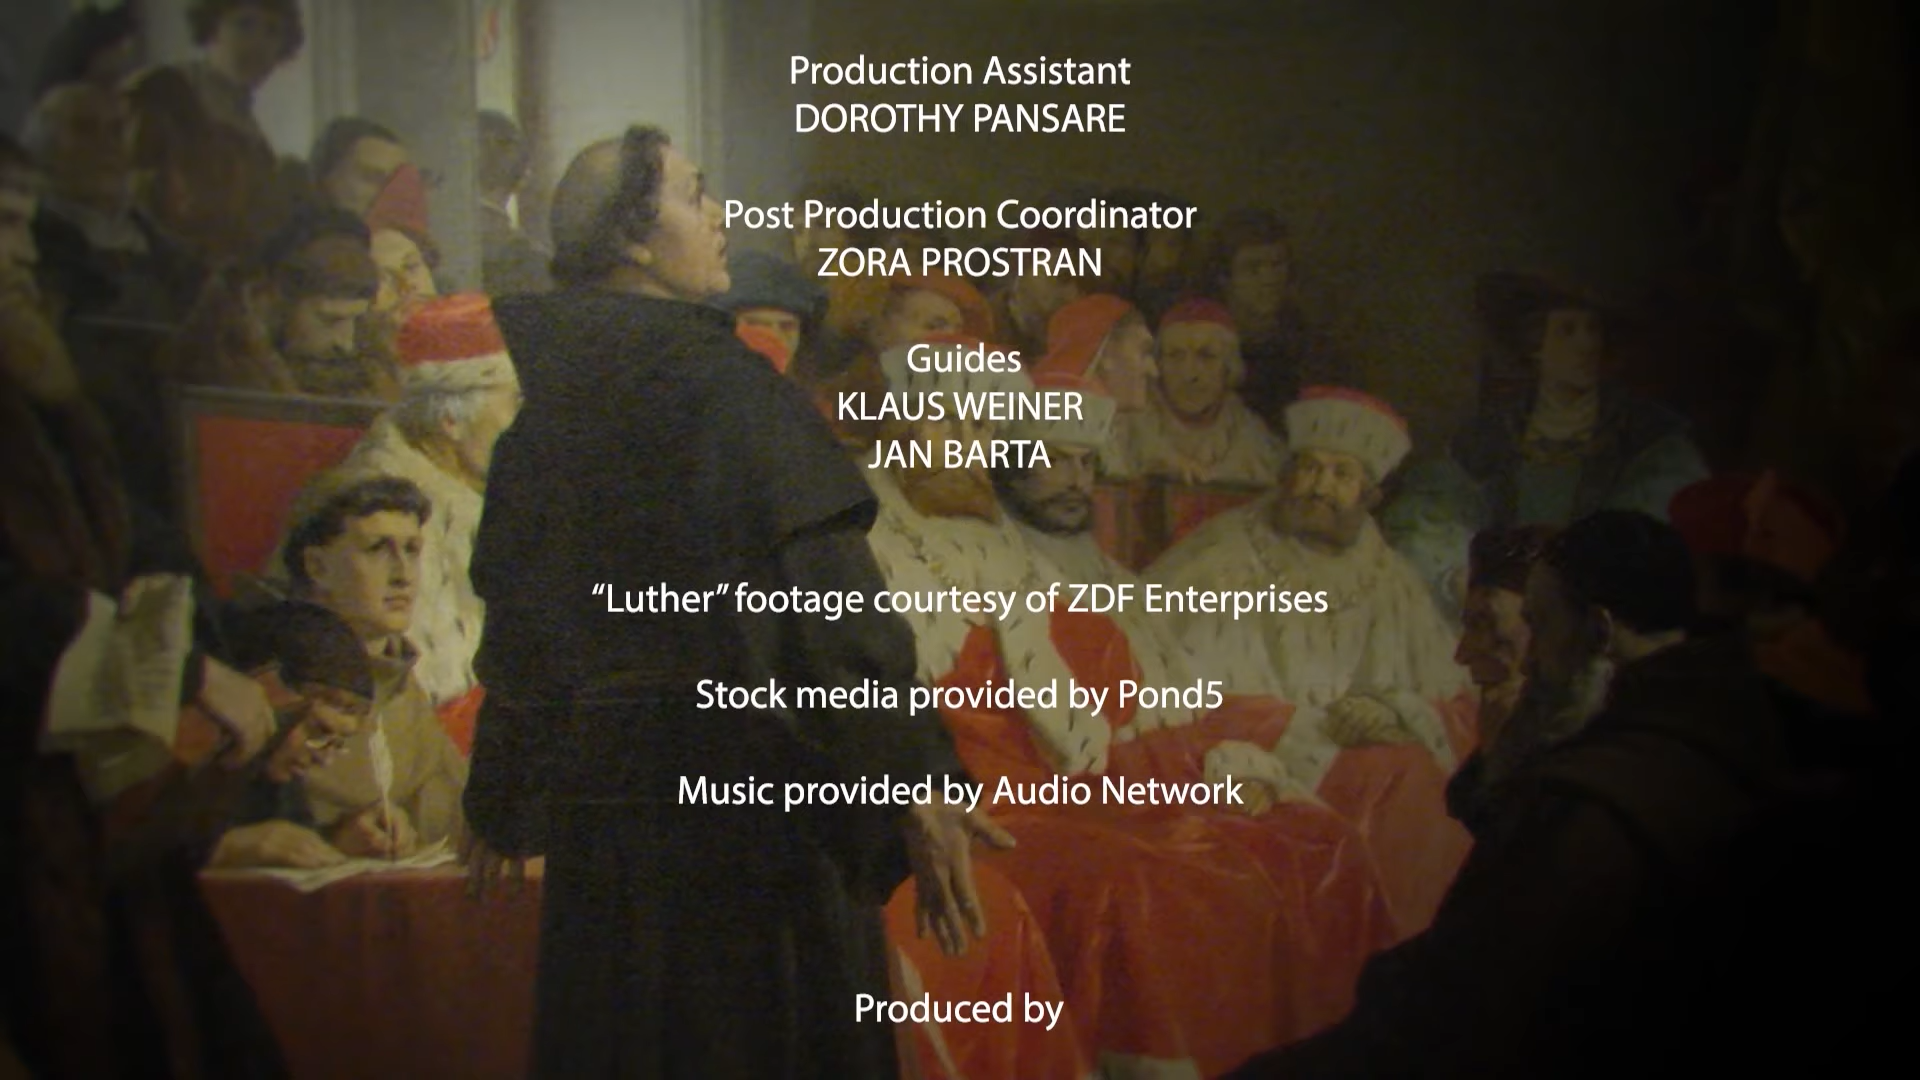 Production Assistant
DOROTHY PANSARE
Post Production Coordinator
ZORA PROSTRAN
Guides
KLAUS WEINER
JAN BARTA
“Luther” footage courtesy of ZDF Enterprises
Stock media provided by Pond5
Music provided by Audio Network
Produced by